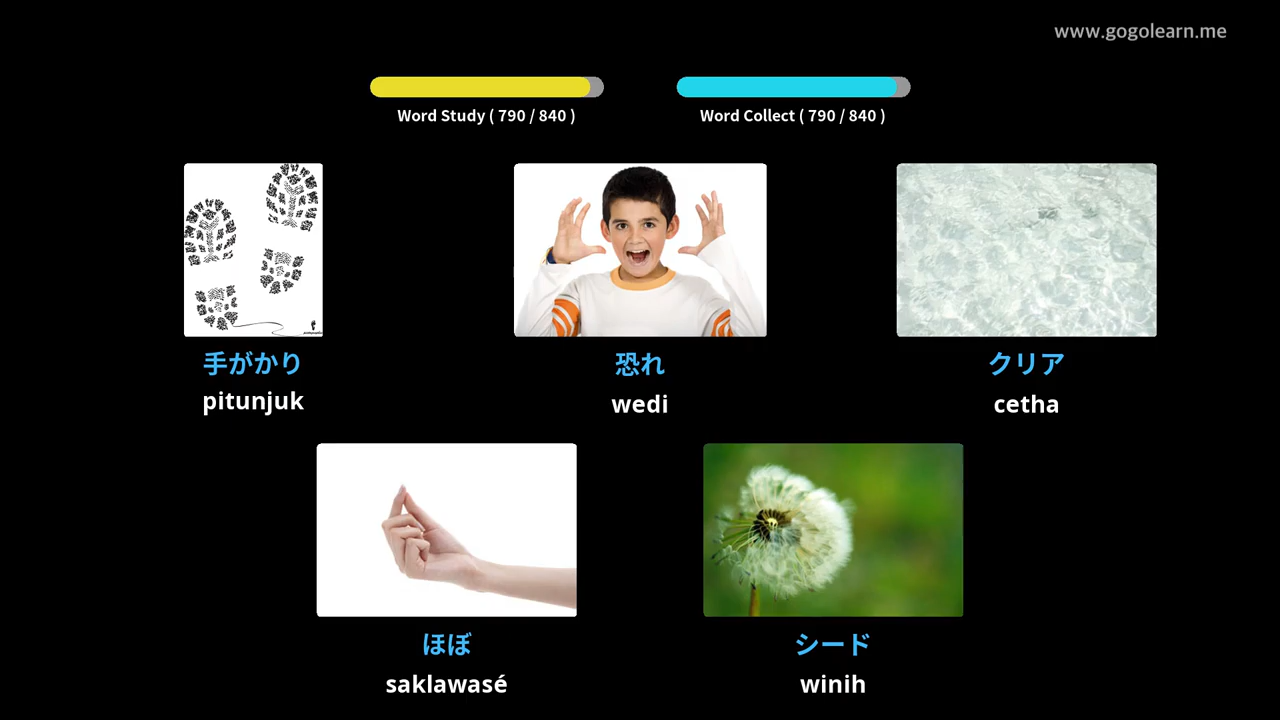 www.gogolearn.me
Word Study ( 790 / 840 )
Word Collect ( 790 / 840 )
手がかり
pitunjuk
恐れ
wedi
クリア
cetha
ほぼ
saklawasé
シード
winih